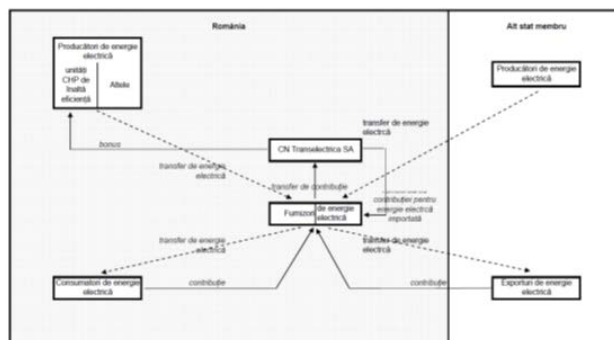 România
Alt stat membru
Producători de energie
electrică
unități
CHP de
înaltă
eficiență
Altele
Producători de energie
electrică
transfer de energie
electrcă
bonus
CN Transelectrica SA
transfer de energie
electrică
transfer de contribuție
contribuției pentru
energie electrcă
importată
Furnizori de energie
electrică
transfer de energie
electrică
transfer de energie
electrcă
Consumatori de energie
electrică
contribuție
contribuție
Exporturi de energie
electrică